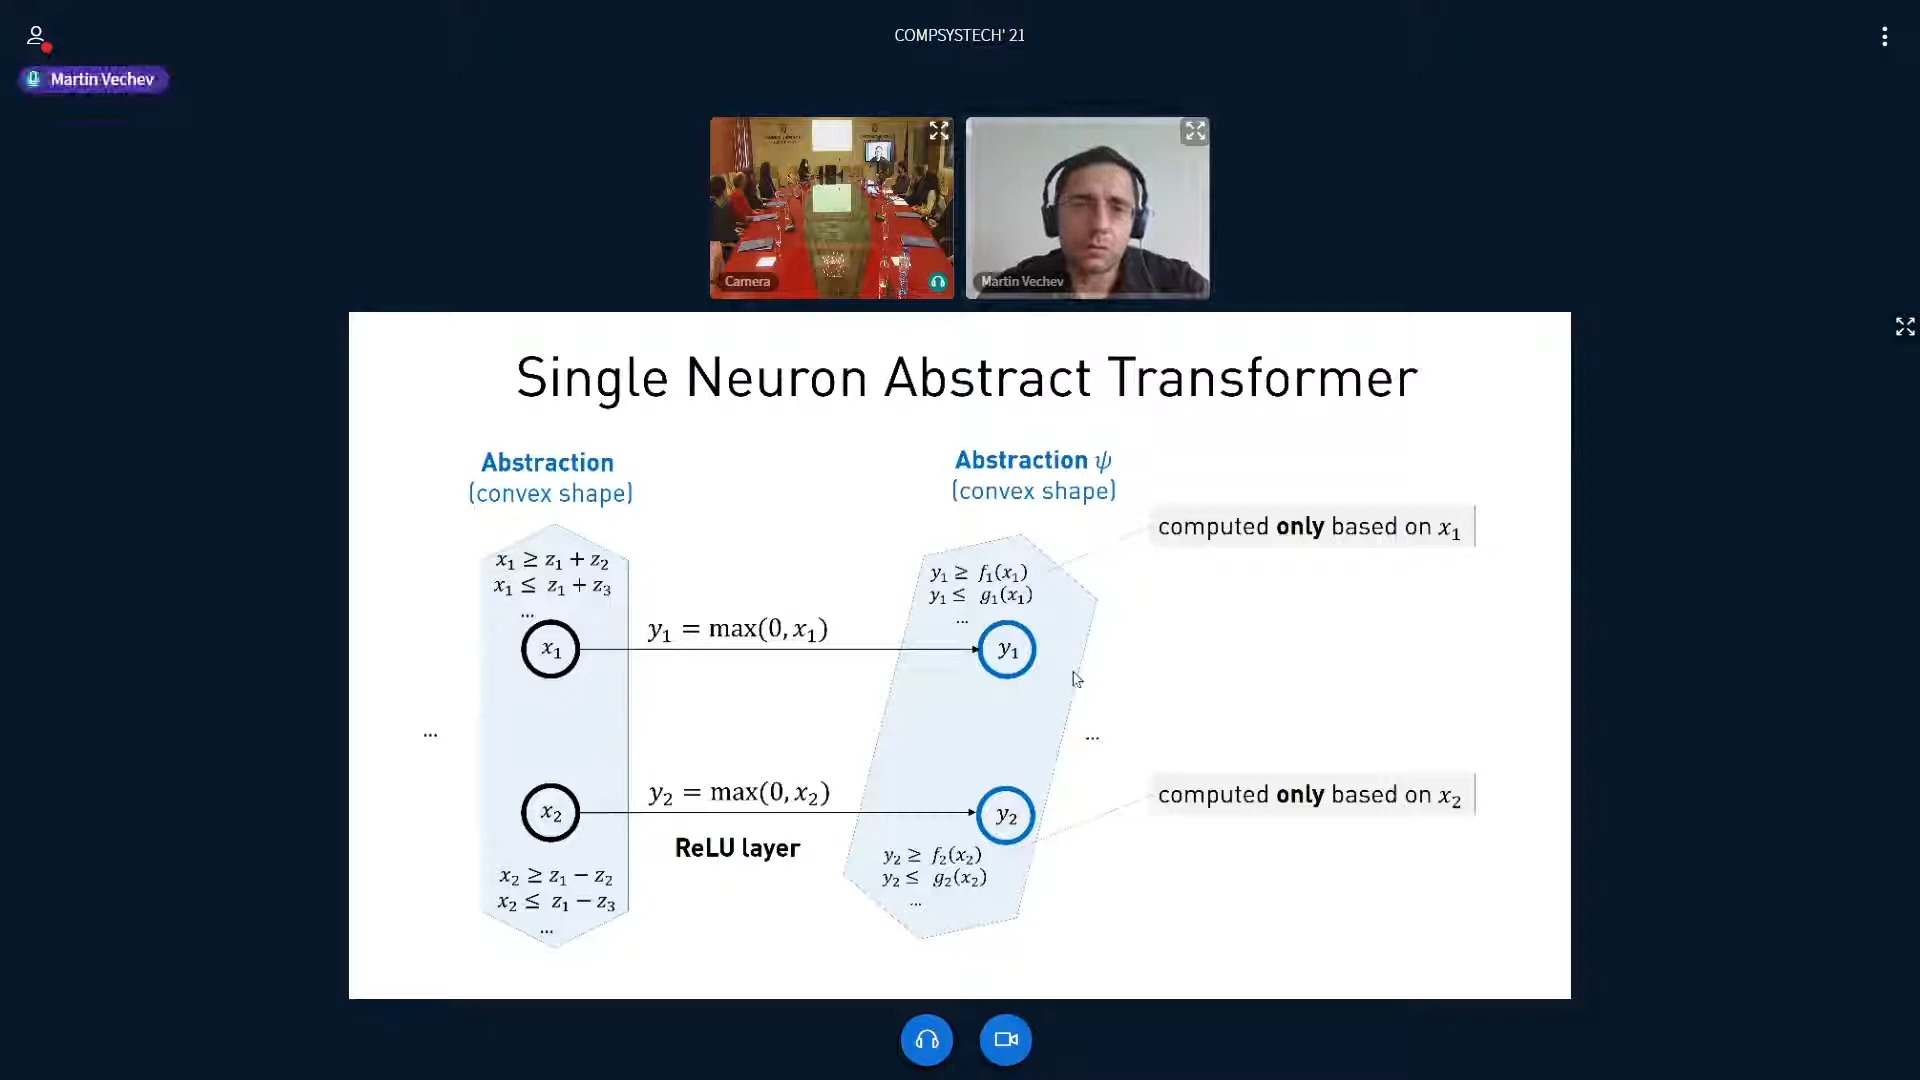 COMPSYSTECH' 21
Martin Vechev
Camera
Martin Vechev
Single Neuron Abstract Transformer
Abstraction
(convex shape)
Abstraction ψ
(convex shape)
computed only based on x₁
x₁ ≥ z₁ + z₂
x₁ ≤ z₁ + z₃
...
y₁ ≥ f₁(x₁)
y₁ ≤ g₁(x₁)
...
y₁ = max(0, x₁)
x₁
y₁
...
...
y₂ = max(0, x₂)
computed only based on x₂
x₂
y₂
ReLU layer
x₂ ≥ z₁ − z₂
x₂ ≤ z₁ − z₃
...
y₂ ≥ f₂(x₂)
y₂ ≤ g₂(x₂)
...